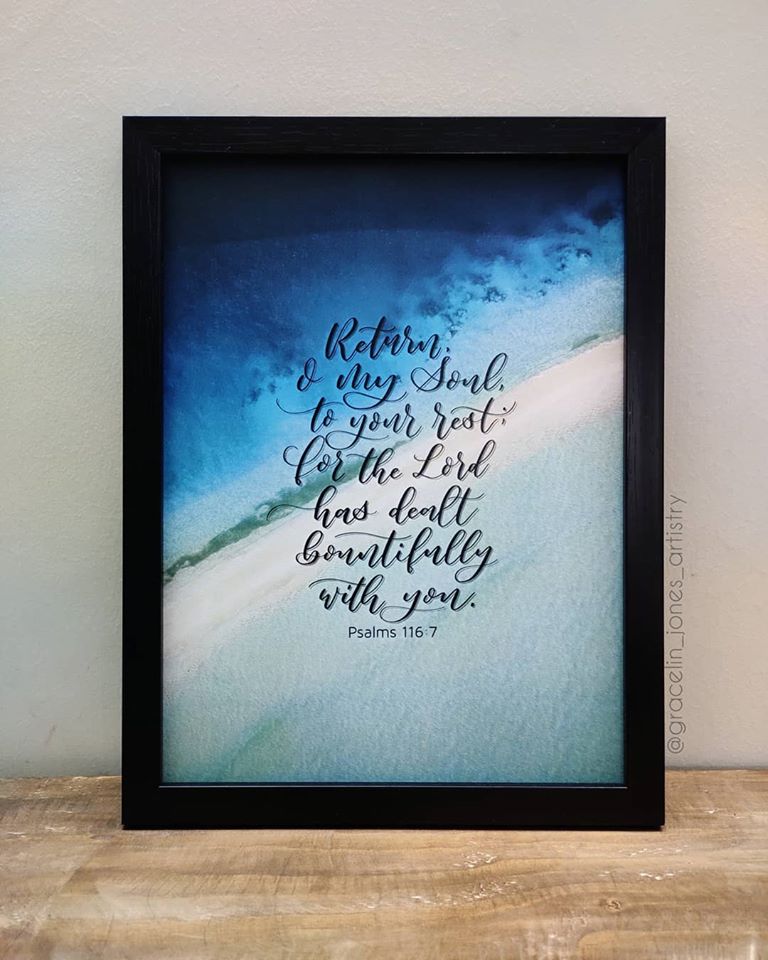 Return,
O my Soul,
to your rest;
for the Lord
has dealt
bountifully
with you.
Psalms 116:7
@gracelin_jones_artistry